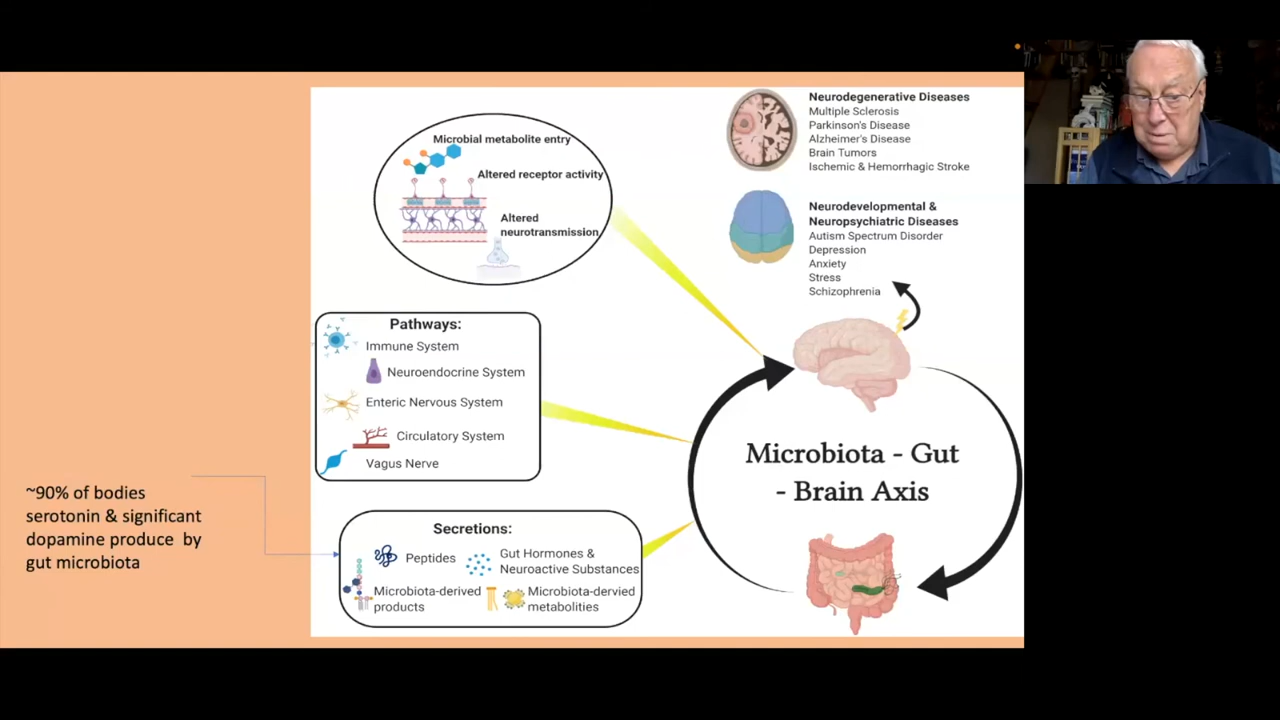 Microbial metabolite entry
Altered receptor activity
Altered
neurotransmission
Neurodegenerative Diseases
Multiple Sclerosis
Parkinson's Disease
Alzheimer's Disease
Brain Tumors
Ischemic & Hemorrhagic Stroke
Neurodevelopmental &
Neuropsychiatric Diseases
Autism Spectrum Disorder
Depression
Anxiety
Stress
Schizophrenia
Pathways:
Immune System
Neuroendocrine System
Enteric Nervous System
Circulatory System
Vagus Nerve
Microbiota - Gut
- Brain Axis
~90% of bodies
serotonin & significant
dopamine produce by
gut microbiota
Secretions:
Peptides
Gut Hormones &
Neuroactive Substances
Microbiota-derived
products
Microbiota-dervied
metabolities